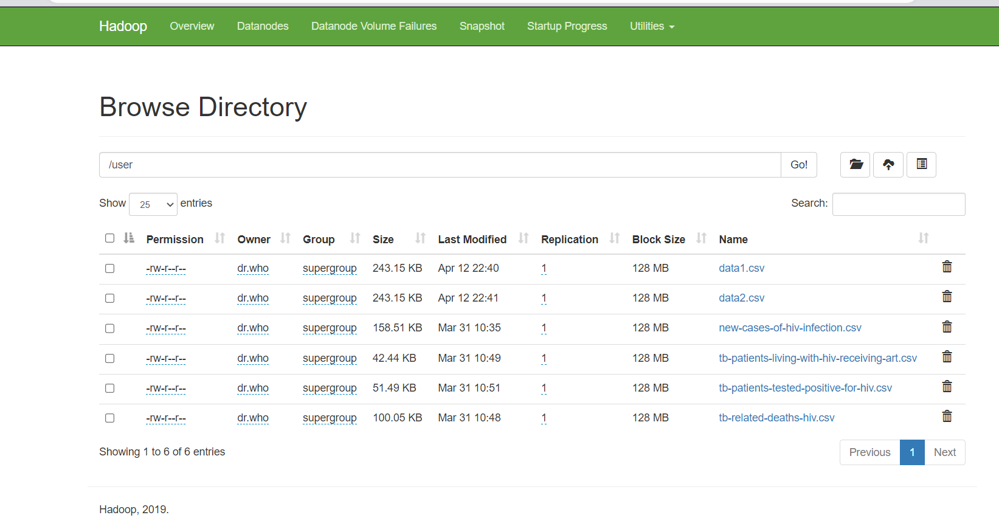 Hadoop Overview Datanodes Datanode Volume Failures Snapshot Startup Progress Utilities
Browse Directory
/user Go!
Show 25 entries Search:
Permission Owner Group Size Last Modified Replication Block Size Name
-rw-r--r-- dr.who supergroup 243.15 KB Apr 12 22:40 1 128 MB data1.csv
-rw-r--r-- dr.who supergroup 243.15 KB Apr 12 22:41 1 128 MB data2.csv
-rw-r--r-- dr.who supergroup 158.51 KB Mar 31 10:35 1 128 MB new-cases-of-hiv-infection.csv
-rw-r--r-- dr.who supergroup 42.44 KB Mar 31 10:49 1 128 MB tb-patients-living-with-hiv-receiving-art.csv
-rw-r--r-- dr.who supergroup 51.49 KB Mar 31 10:51 1 128 MB tb-patients-tested-positive-for-hiv.csv
-rw-r--r-- dr.who supergroup 100.05 KB Mar 31 10:48 1 128 MB tb-related-deaths-hiv.csv
Showing 1 to 6 of 6 entries Previous 1 Next
Hadoop, 2019.